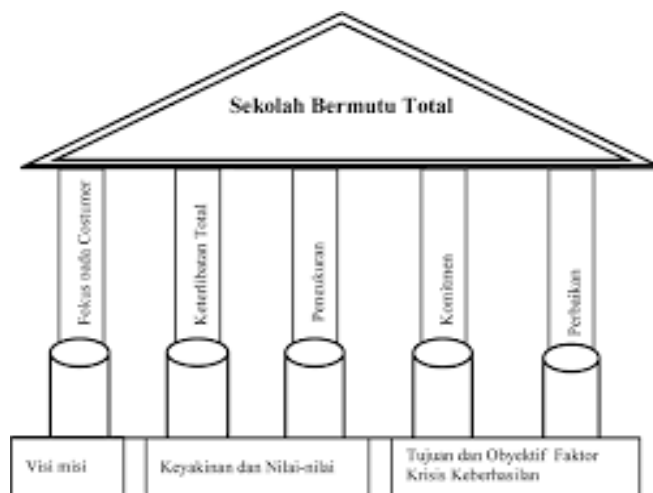 Sekolah Bermutu Total
Fokus pada Costumer
Keterlibatan Total
Pengukuran
Komitmen
Perbaikan
Visi misi
Keyakinan dan Nilai-nilai
Tujuan dan Obyektif Faktor
Krisis Keberhasilan